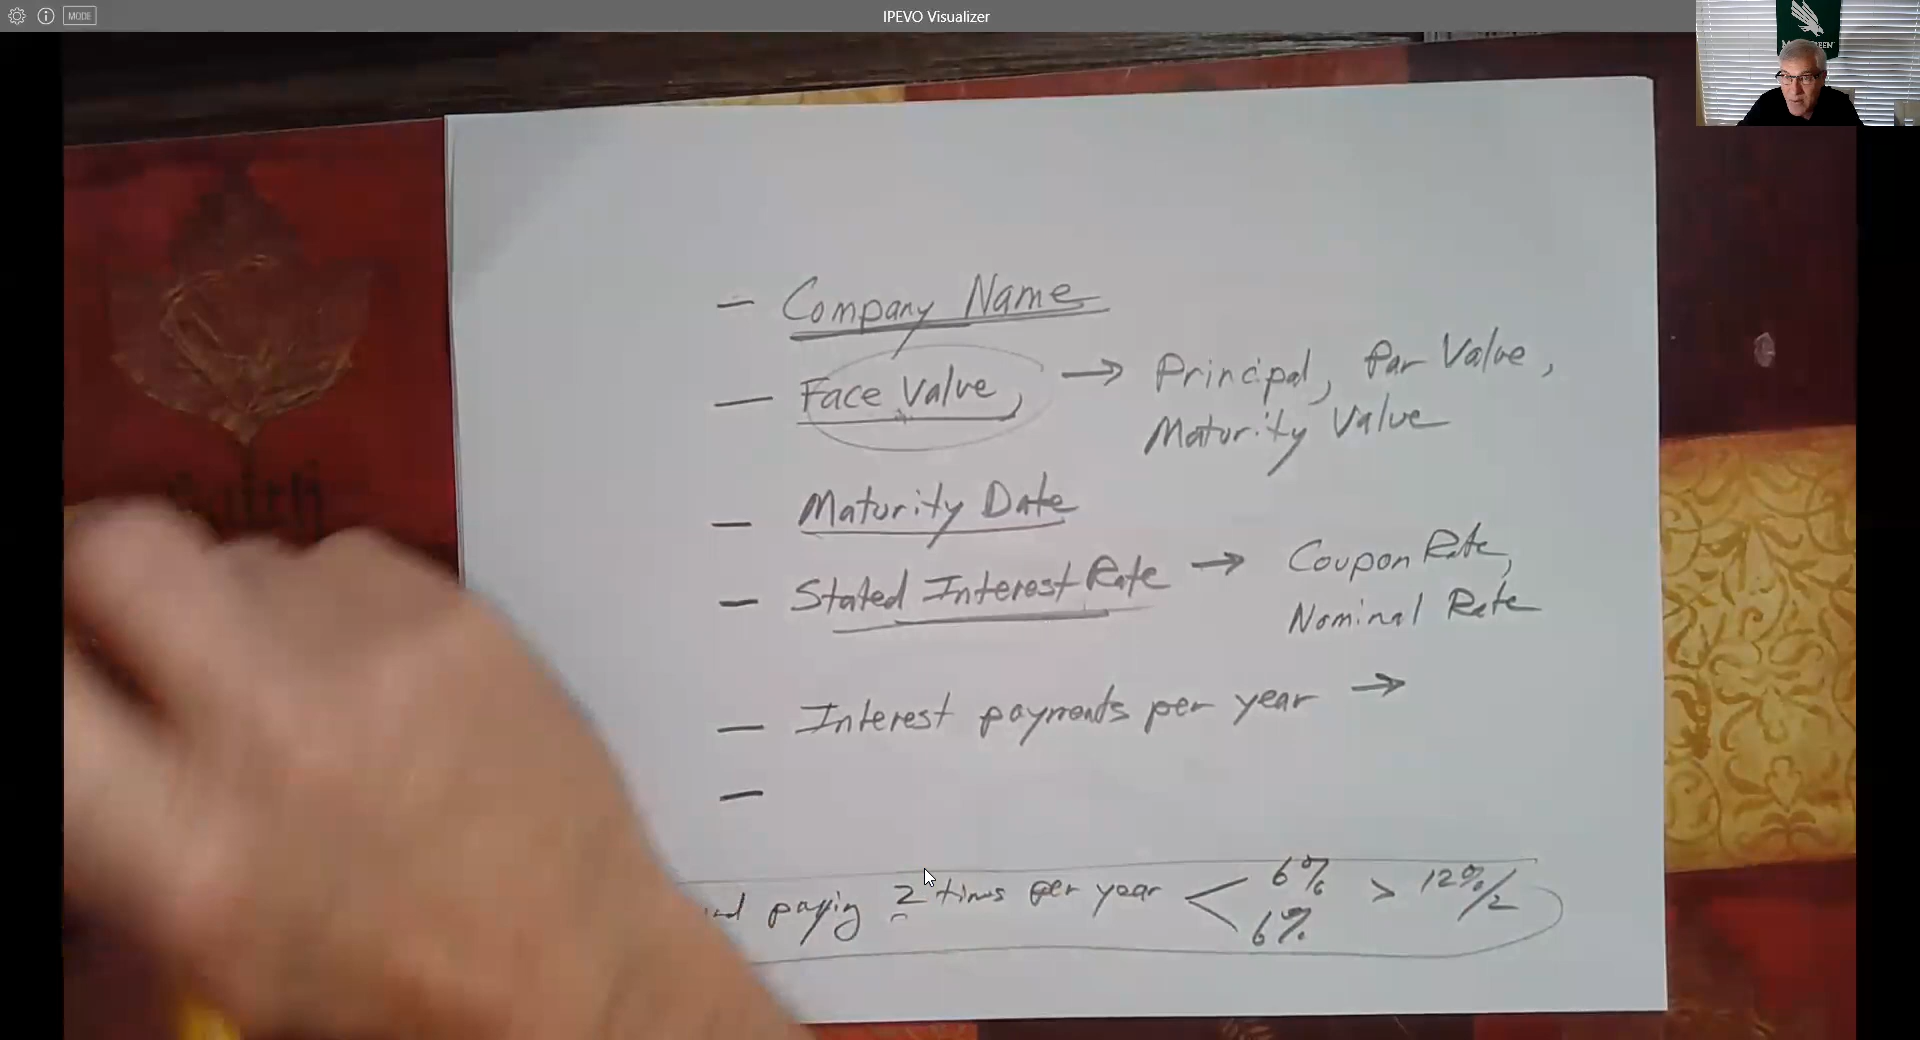 MODE
IPEVO Visualizer
— Company Name
— Face Value, → Principal, Par Value,
Maturity Value
— Maturity Date
— Stated Interest Rate → Coupon Rate,
Nominal Rate
— Interest payments per year →
—
paying 2 times per year < 6% > 12%/2
6%